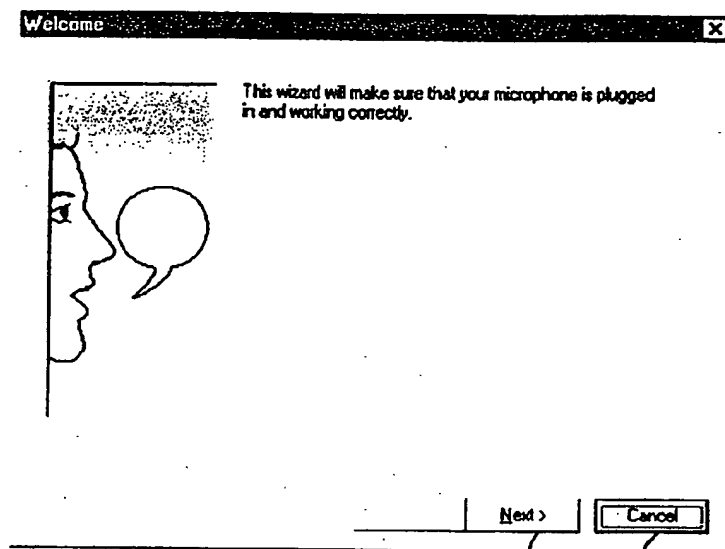 Welcome
This wizard will make sure that your microphone is plugged
in and working correctly.
Next >
Cancel